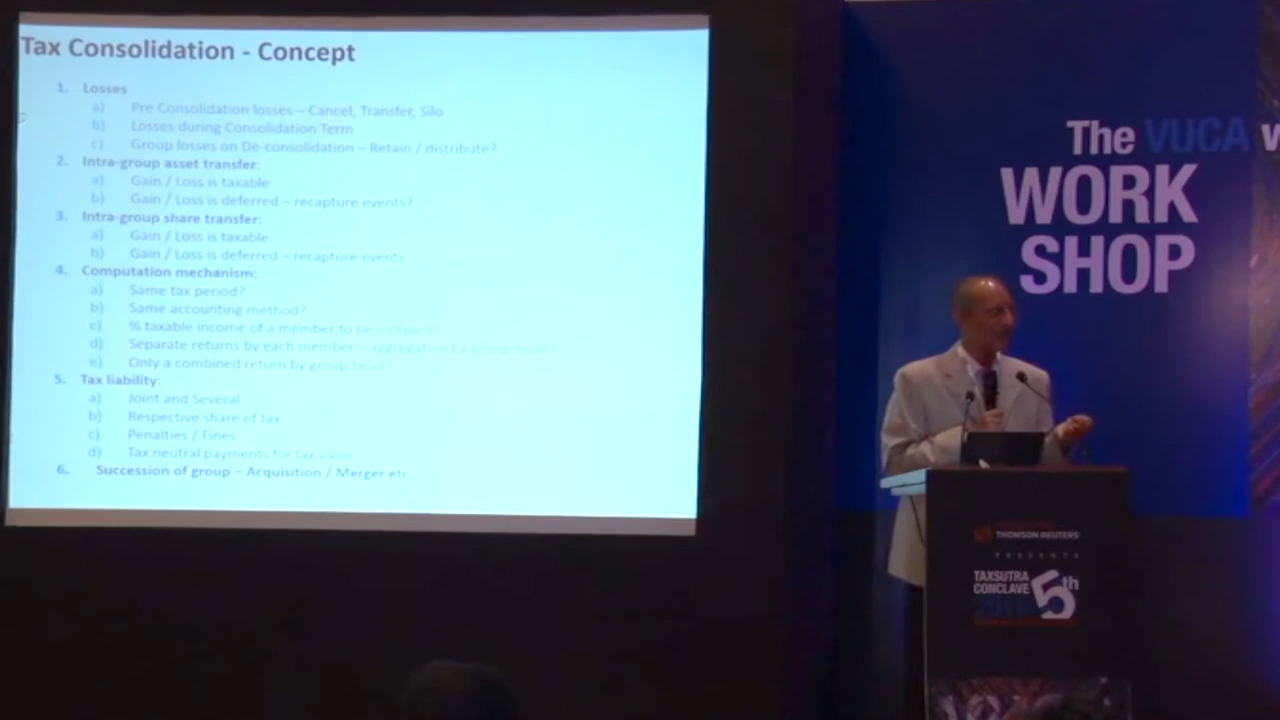 Tax Consolidation - Concept
1. Losses
a) Pre Consolidation losses – Cancel, Transfer, Silo
b) Losses during Consolidation Term
c) Group losses on De-consolidation – Retain / distribute?
2. Intra-group asset transfer:
a) Gain / Loss is taxable
b) Gain / Loss is deferred – recapture events?
3. Intra-group share transfer:
a) Gain / Loss is taxable
b) Gain / Loss is deferred – recapture events
4. Computation mechanism:
a) Same tax period?
b) Same accounting method?
c) % taxable income of a member to be included?
d) Separate returns by each member – aggregation by group head?
e) Only a combined return by group head?
5. Tax liability:
a) Joint and Several
b) Respective share of tax
c) Penalties / Fines
d) Tax neutral payments for tax value
6. Succession of group – Acquisition / Merger etc.
The VUCA W
WORK
SHOP
THOMSON REUTERS
PRESENTS
TAXSUTRA
CONCLAVE
5th